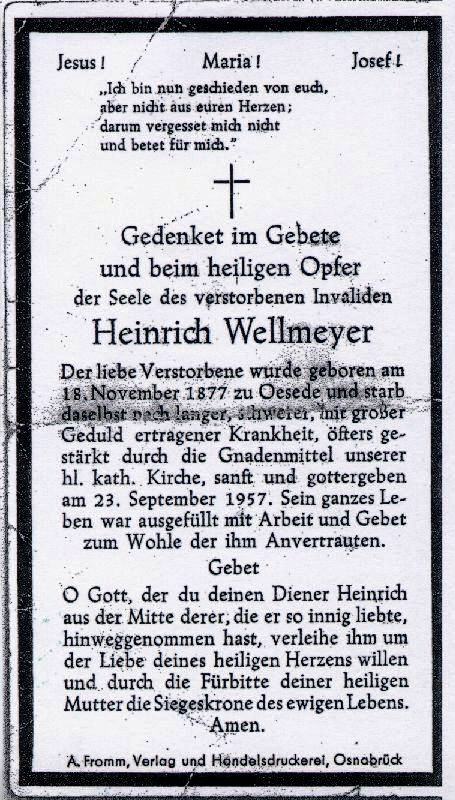 Jesus! Maria! Josef!
„Ich bin nun geschieden von euch,
aber nicht aus euren Herzen;
darum vergesset mich nicht
und betet für mich.“
Gedenket im Gebete
und beim heiligen Opfer
der Seele des verstorbenen Invaliden
Heinrich Wellmeyer
Der liebe Verstorbene wurde geboren am
18. November 1877 zu Oesede und starb
daselbst nach langer, schwerer, mit großer
Geduld ertragener Krankheit, öfters ge-
stärkt durch die Gnadenmittel unserer
hl. kath. Kirche, sanft und gottergeben
am 23. September 1957. Sein ganzes Le-
ben war ausgefüllt mit Arbeit und Gebet
zum Wohle der ihm Anvertrauten.
Gebet
O Gott, der du deinen Diener Heinrich
aus der Mitte derer, die er so innig liebte,
hinweggenommen hast, verleihe ihm um
der Liebe deines heiligen Herzens willen
und durch die Fürbitte deiner heiligen
Mutter die Siegeskrone des ewigen Lebens.
Amen.
A. Fromm, Verlag und Handelsdruckerei, Osnabrück